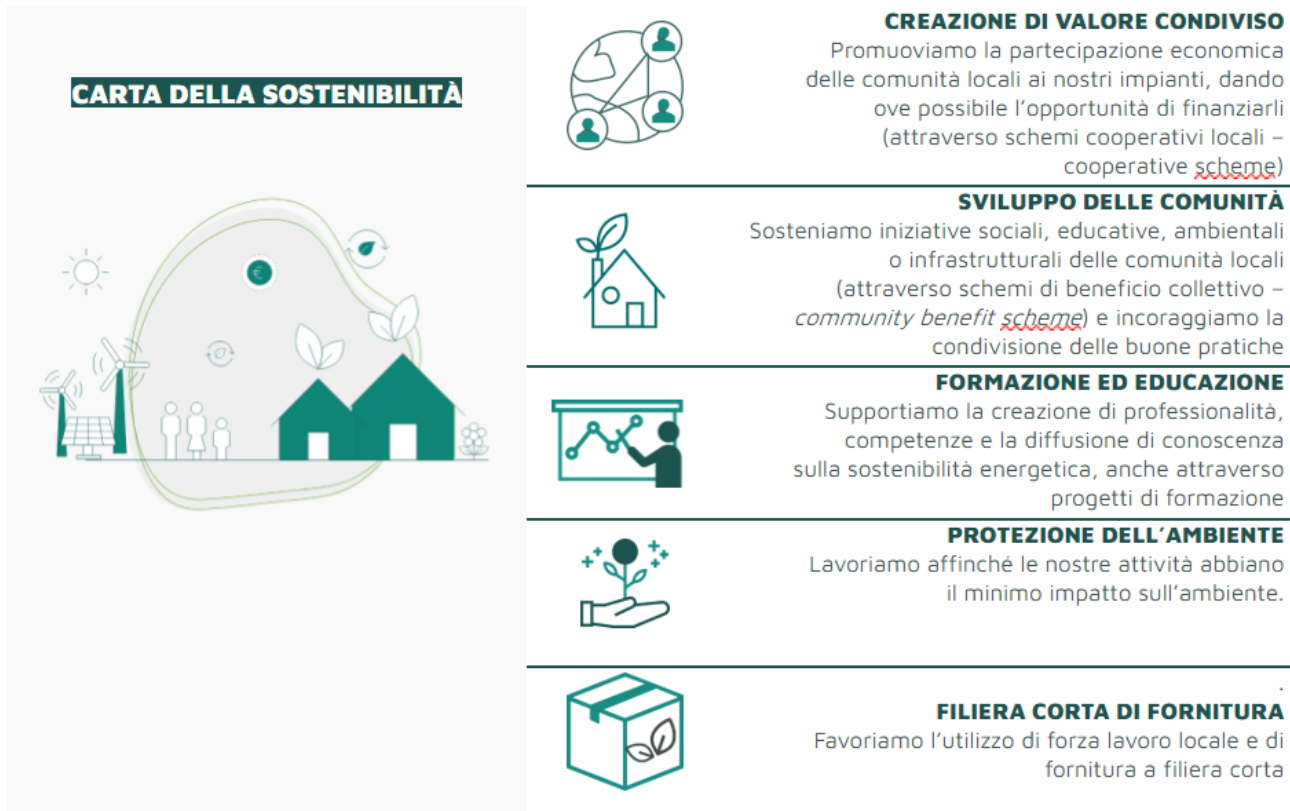 CARTA DELLA SOSTENIBILITÀ
€
CREAZIONE DI VALORE CONDIVISO
Promuoviamo la partecipazione economica
delle comunità locali ai nostri impianti, dando
ove possibile l’opportunità di finanziarli
(attraverso schemi cooperativi locali –
cooperative scheme)
SVILUPPO DELLE COMUNITÀ
Sosteniamo iniziative sociali, educative, ambientali
o infrastrutturali delle comunità locali
(attraverso schemi di beneficio collettivo –
community benefit scheme) e incoraggiamo la
condivisione delle buone pratiche
FORMAZIONE ED EDUCAZIONE
Supportiamo la creazione di professionalità,
competenze e la diffusione di conoscenza
sulla sostenibilità energetica, anche attraverso
progetti di formazione
PROTEZIONE DELL’AMBIENTE
Lavoriamo affinché le nostre attività abbiano
il minimo impatto sull’ambiente.
.
FILIERA CORTA DI FORNITURA
Favoriamo l’utilizzo di forza lavoro locale e di
fornitura a filiera corta